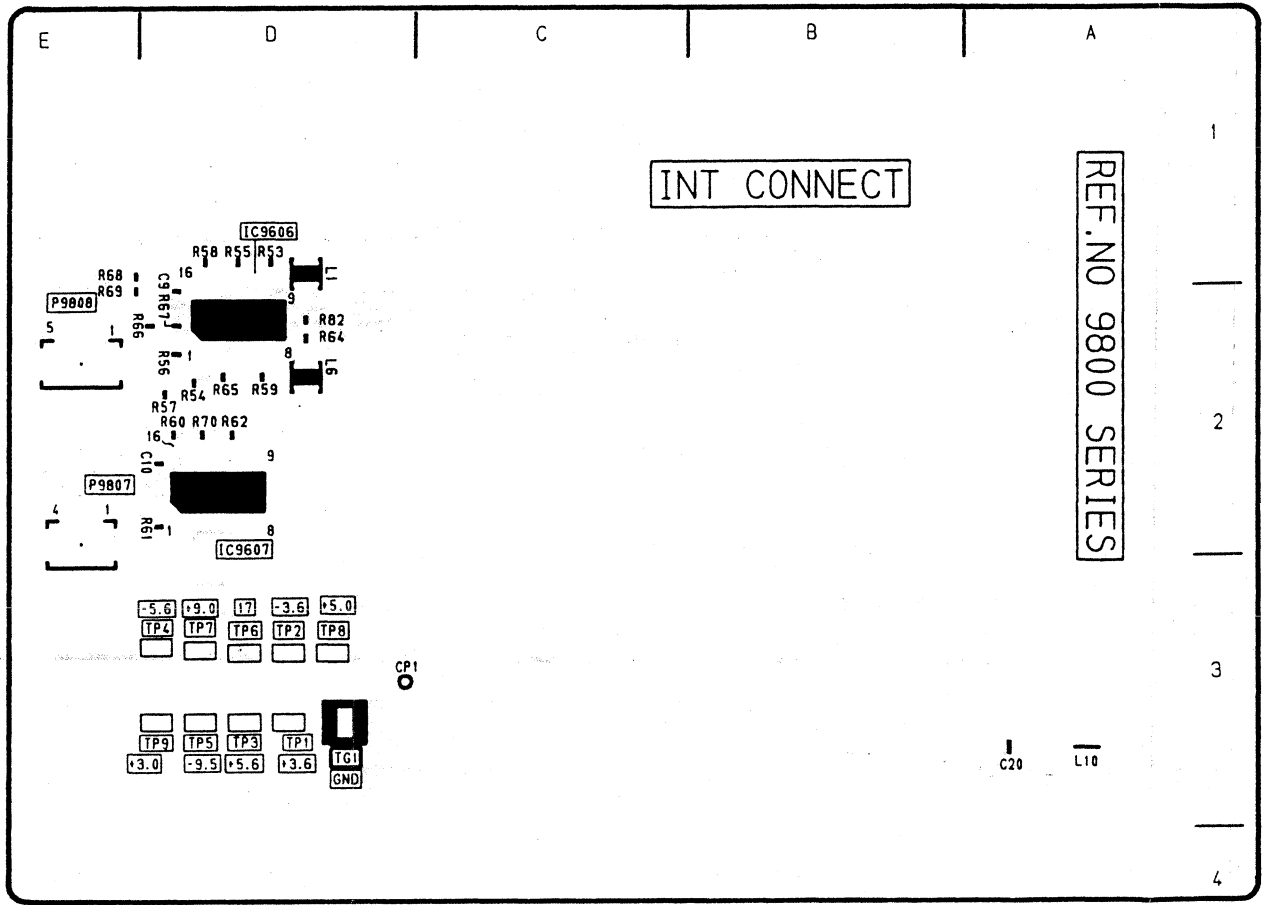 E D C B A
1
INT CONNECT
REF.NO 9800 SERIES
IC9606
R58 R55 R53
16
L1
R68
C9
R69
R67
9
P9808
R82
5 1
R66
R64
R56 1
8
L6
R54 R65 R59
R57
2
R60 R70 R62
16
C10
9
P9807
4 1
R61 1
8
IC9607
-5.6 +9.0 17 -3.6 +5.0
TP4 TP7 TP6 TP2 TP8
CP1
3
TP9 TP5 TP3 TP1
TG1
+3.0 -9.5 +5.6 +3.6
GND
C20 L10
4